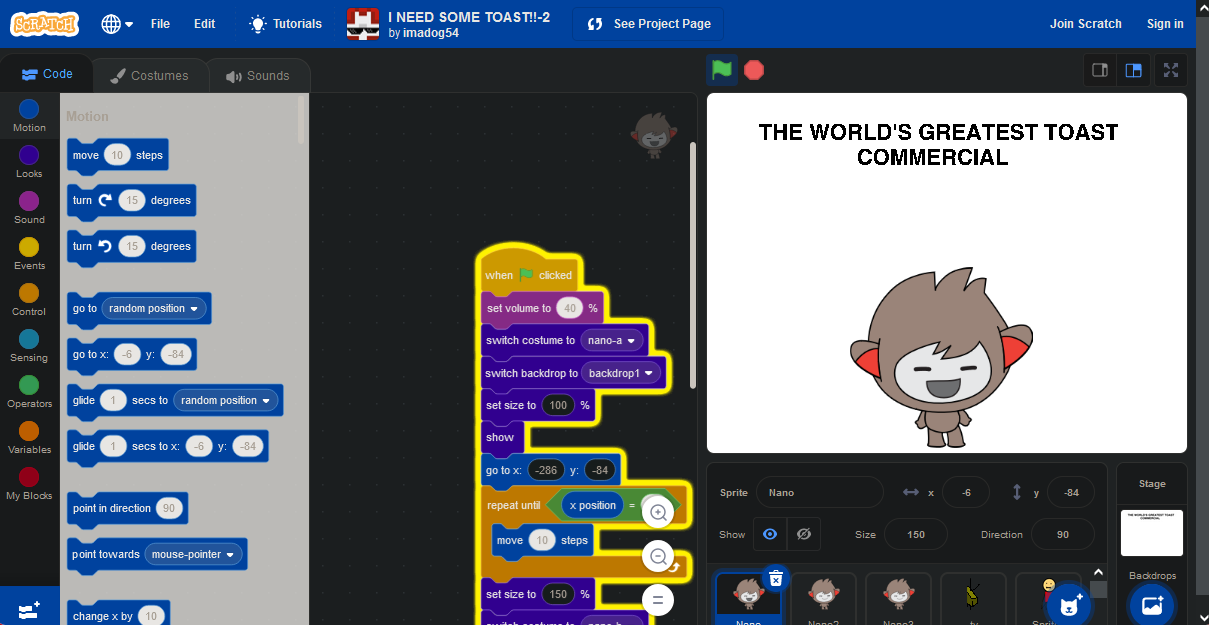 SCRATCH
File
Edit
Tutorials
I NEED SOME TOAST!!-2
by imadog54
See Project Page
Join Scratch
Sign in
Code
Costumes
Sounds
Motion
Looks
Sound
Events
Control
Sensing
Operators
Variables
My Blocks
Motion
move 10 steps
turn 15 degrees
turn 15 degrees
go to random position
go to x: -6 y: -84
glide 1 secs to random position
glide 1 secs to x: -6 y: -84
point in direction 90
point towards mouse-pointer
change x by 10
when clicked
set volume to 40 %
switch costume to nano-a
switch backdrop to backdrop1
set size to 100 %
show
go to x: -286 y: -84
repeat until x position =
move 10 steps
set size to 150 %
switch costume to nano-b
THE WORLD'S GREATEST TOAST
COMMERCIAL
Sprite Nano x -6 y -84
Show Size 150 Direction 90
Nano
Nano2
Nano3
Stage
THE WORLD'S GREATEST TOAST
COMMERCIAL
Backdrops